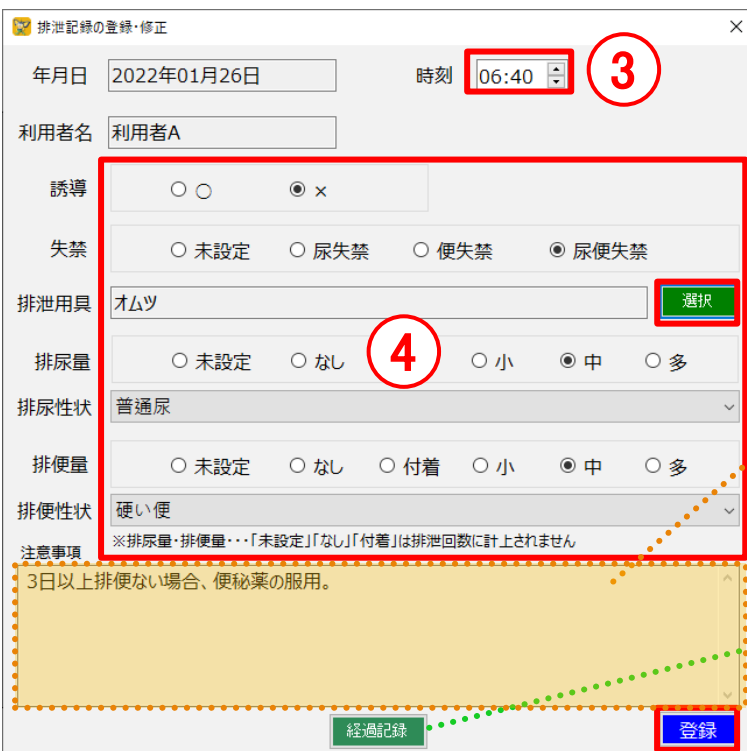 排泄記録の登録・修正
年月日 2022年01月26日 時刻 06:40 3
利用者名 利用者A
誘導 ○ ×
失禁 未設定 尿失禁 便失禁 尿便失禁
排泄用具 オムツ 選択
排尿量 未設定 なし 4 小 中 多
排尿性状 普通尿
排便量 未設定 なし 付着 小 中 多
排便性状 硬い便
※排尿量・排便量・・・「未設定」「なし」「付着」は排泄回数に計上されません
注意事項
3日以上排便ない場合、便秘薬の服用。
経過記録 登録